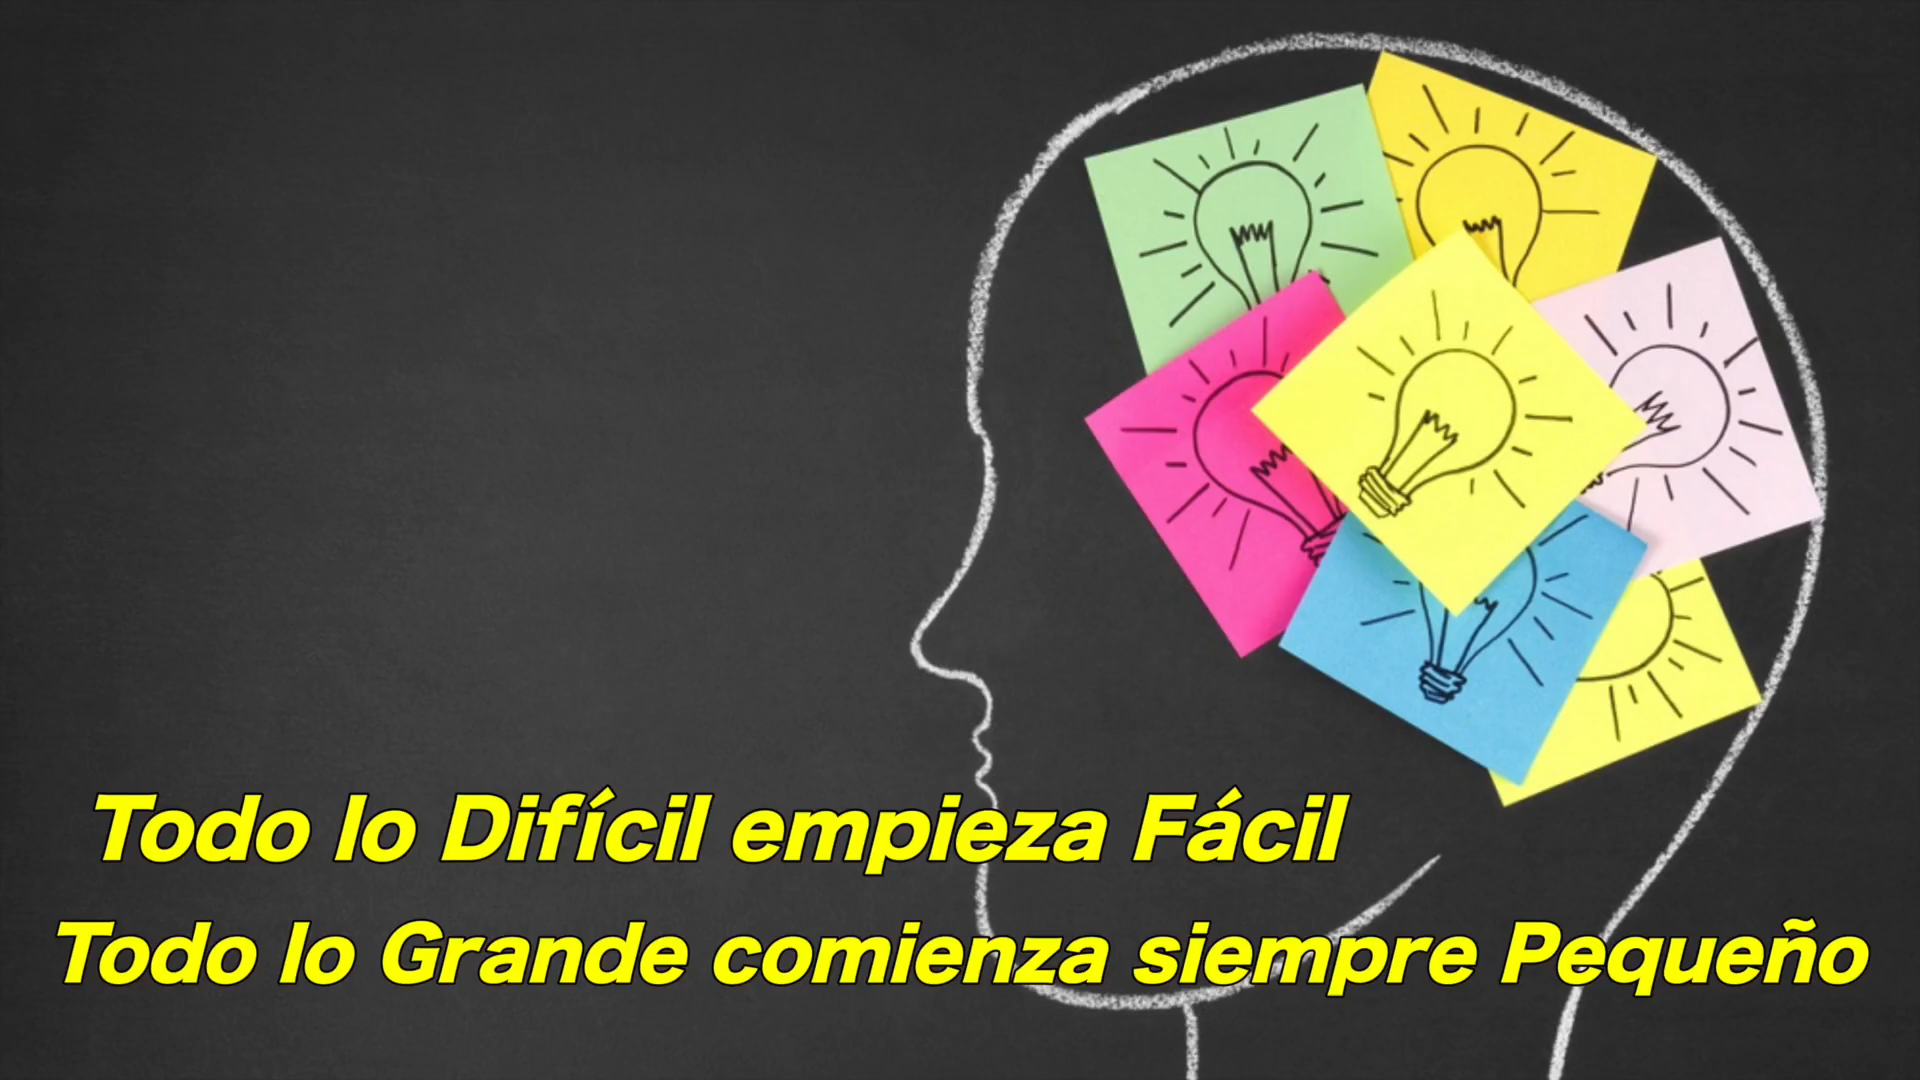 Todo lo Difícil empieza Fácil
Todo lo Grande comienza siempre Pequeño